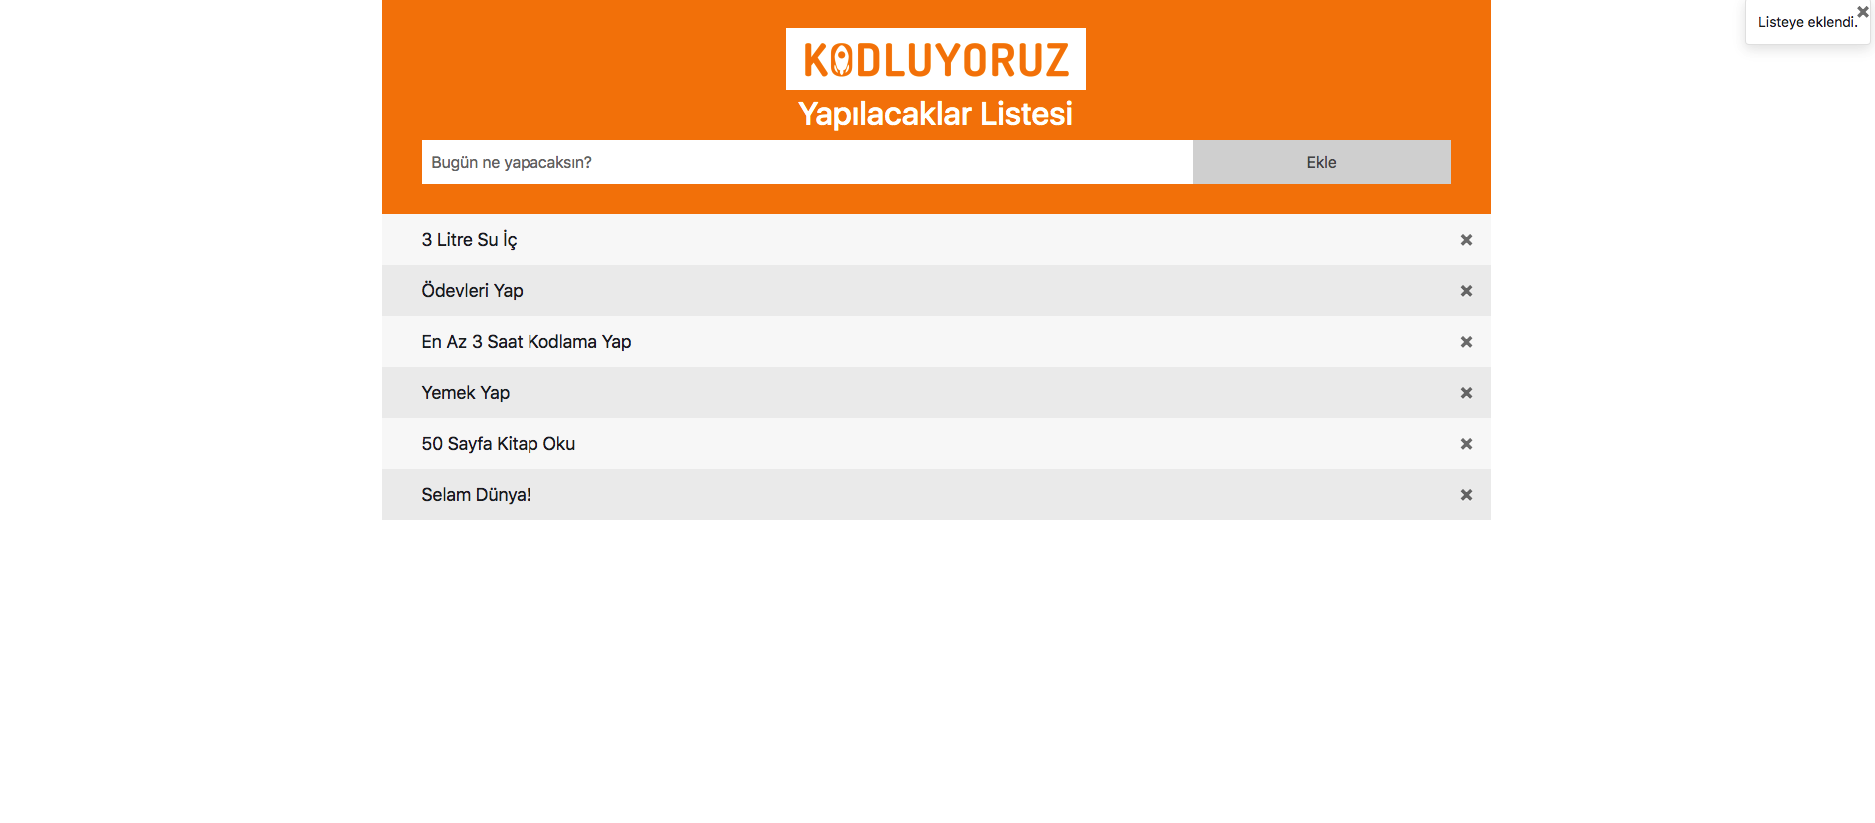 KODLUYORUZ
Listeye eklendi.
Yapılacaklar Listesi
Bugün ne yapacaksın?
Ekle
3 Litre Su İç
Ödevleri Yap
En Az 3 Saat Kodlama Yap
Yemek Yap
50 Sayfa Kitap Oku
Selam Dünya!